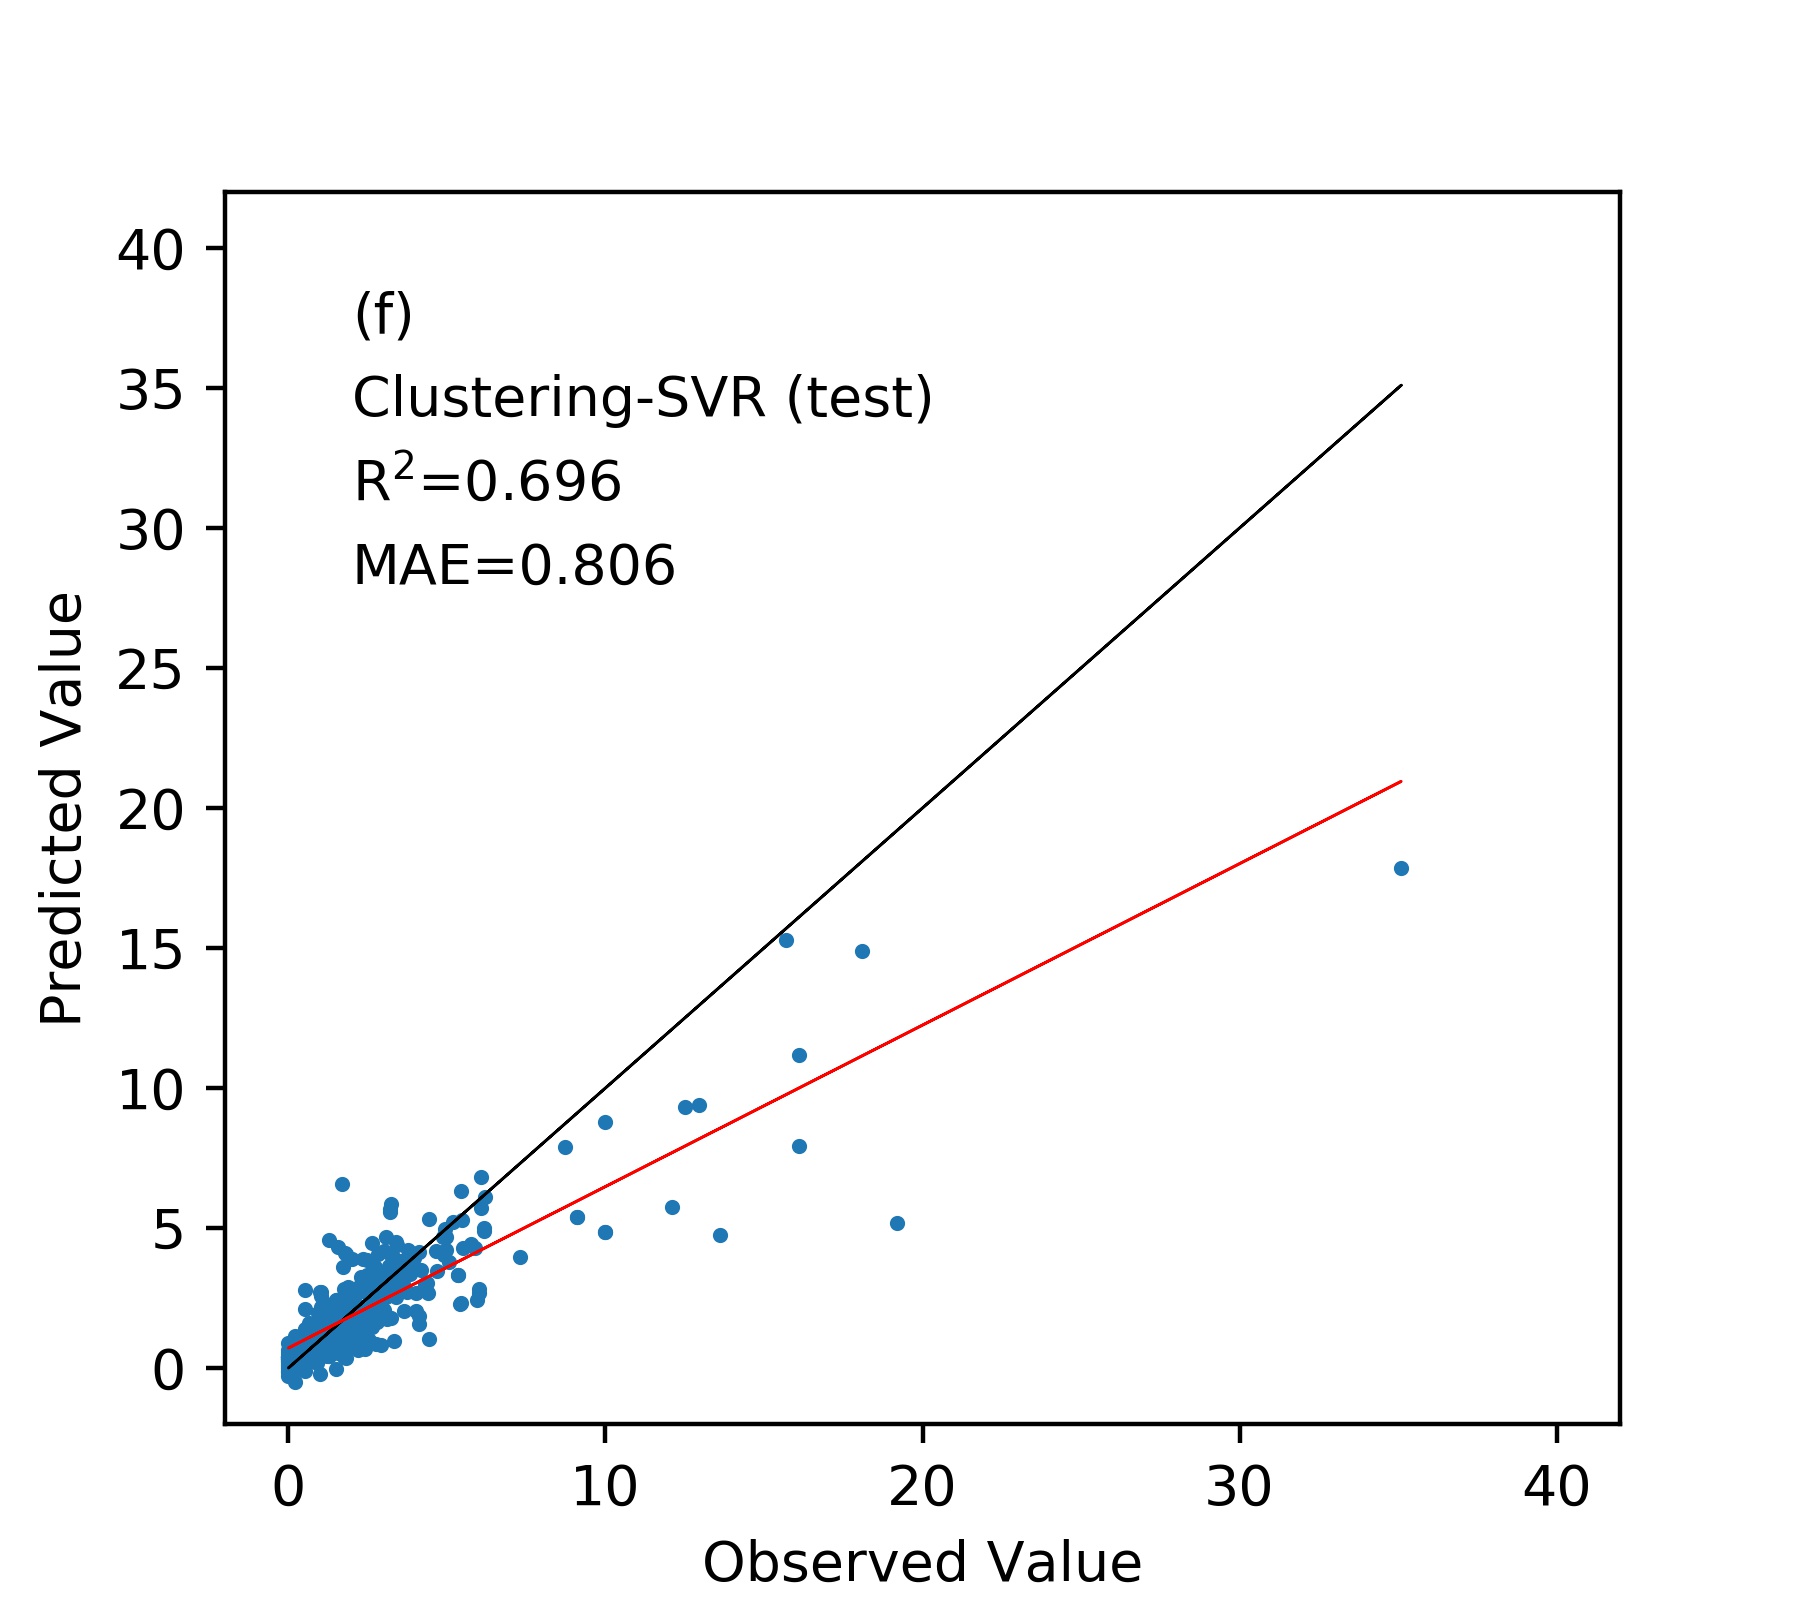 40
35
30
25
20
15
10
5
0
Predicted Value
(f)
Clustering-SVR (test)
R²=0.696
MAE=0.806
0 10 20 30 40
Observed Value